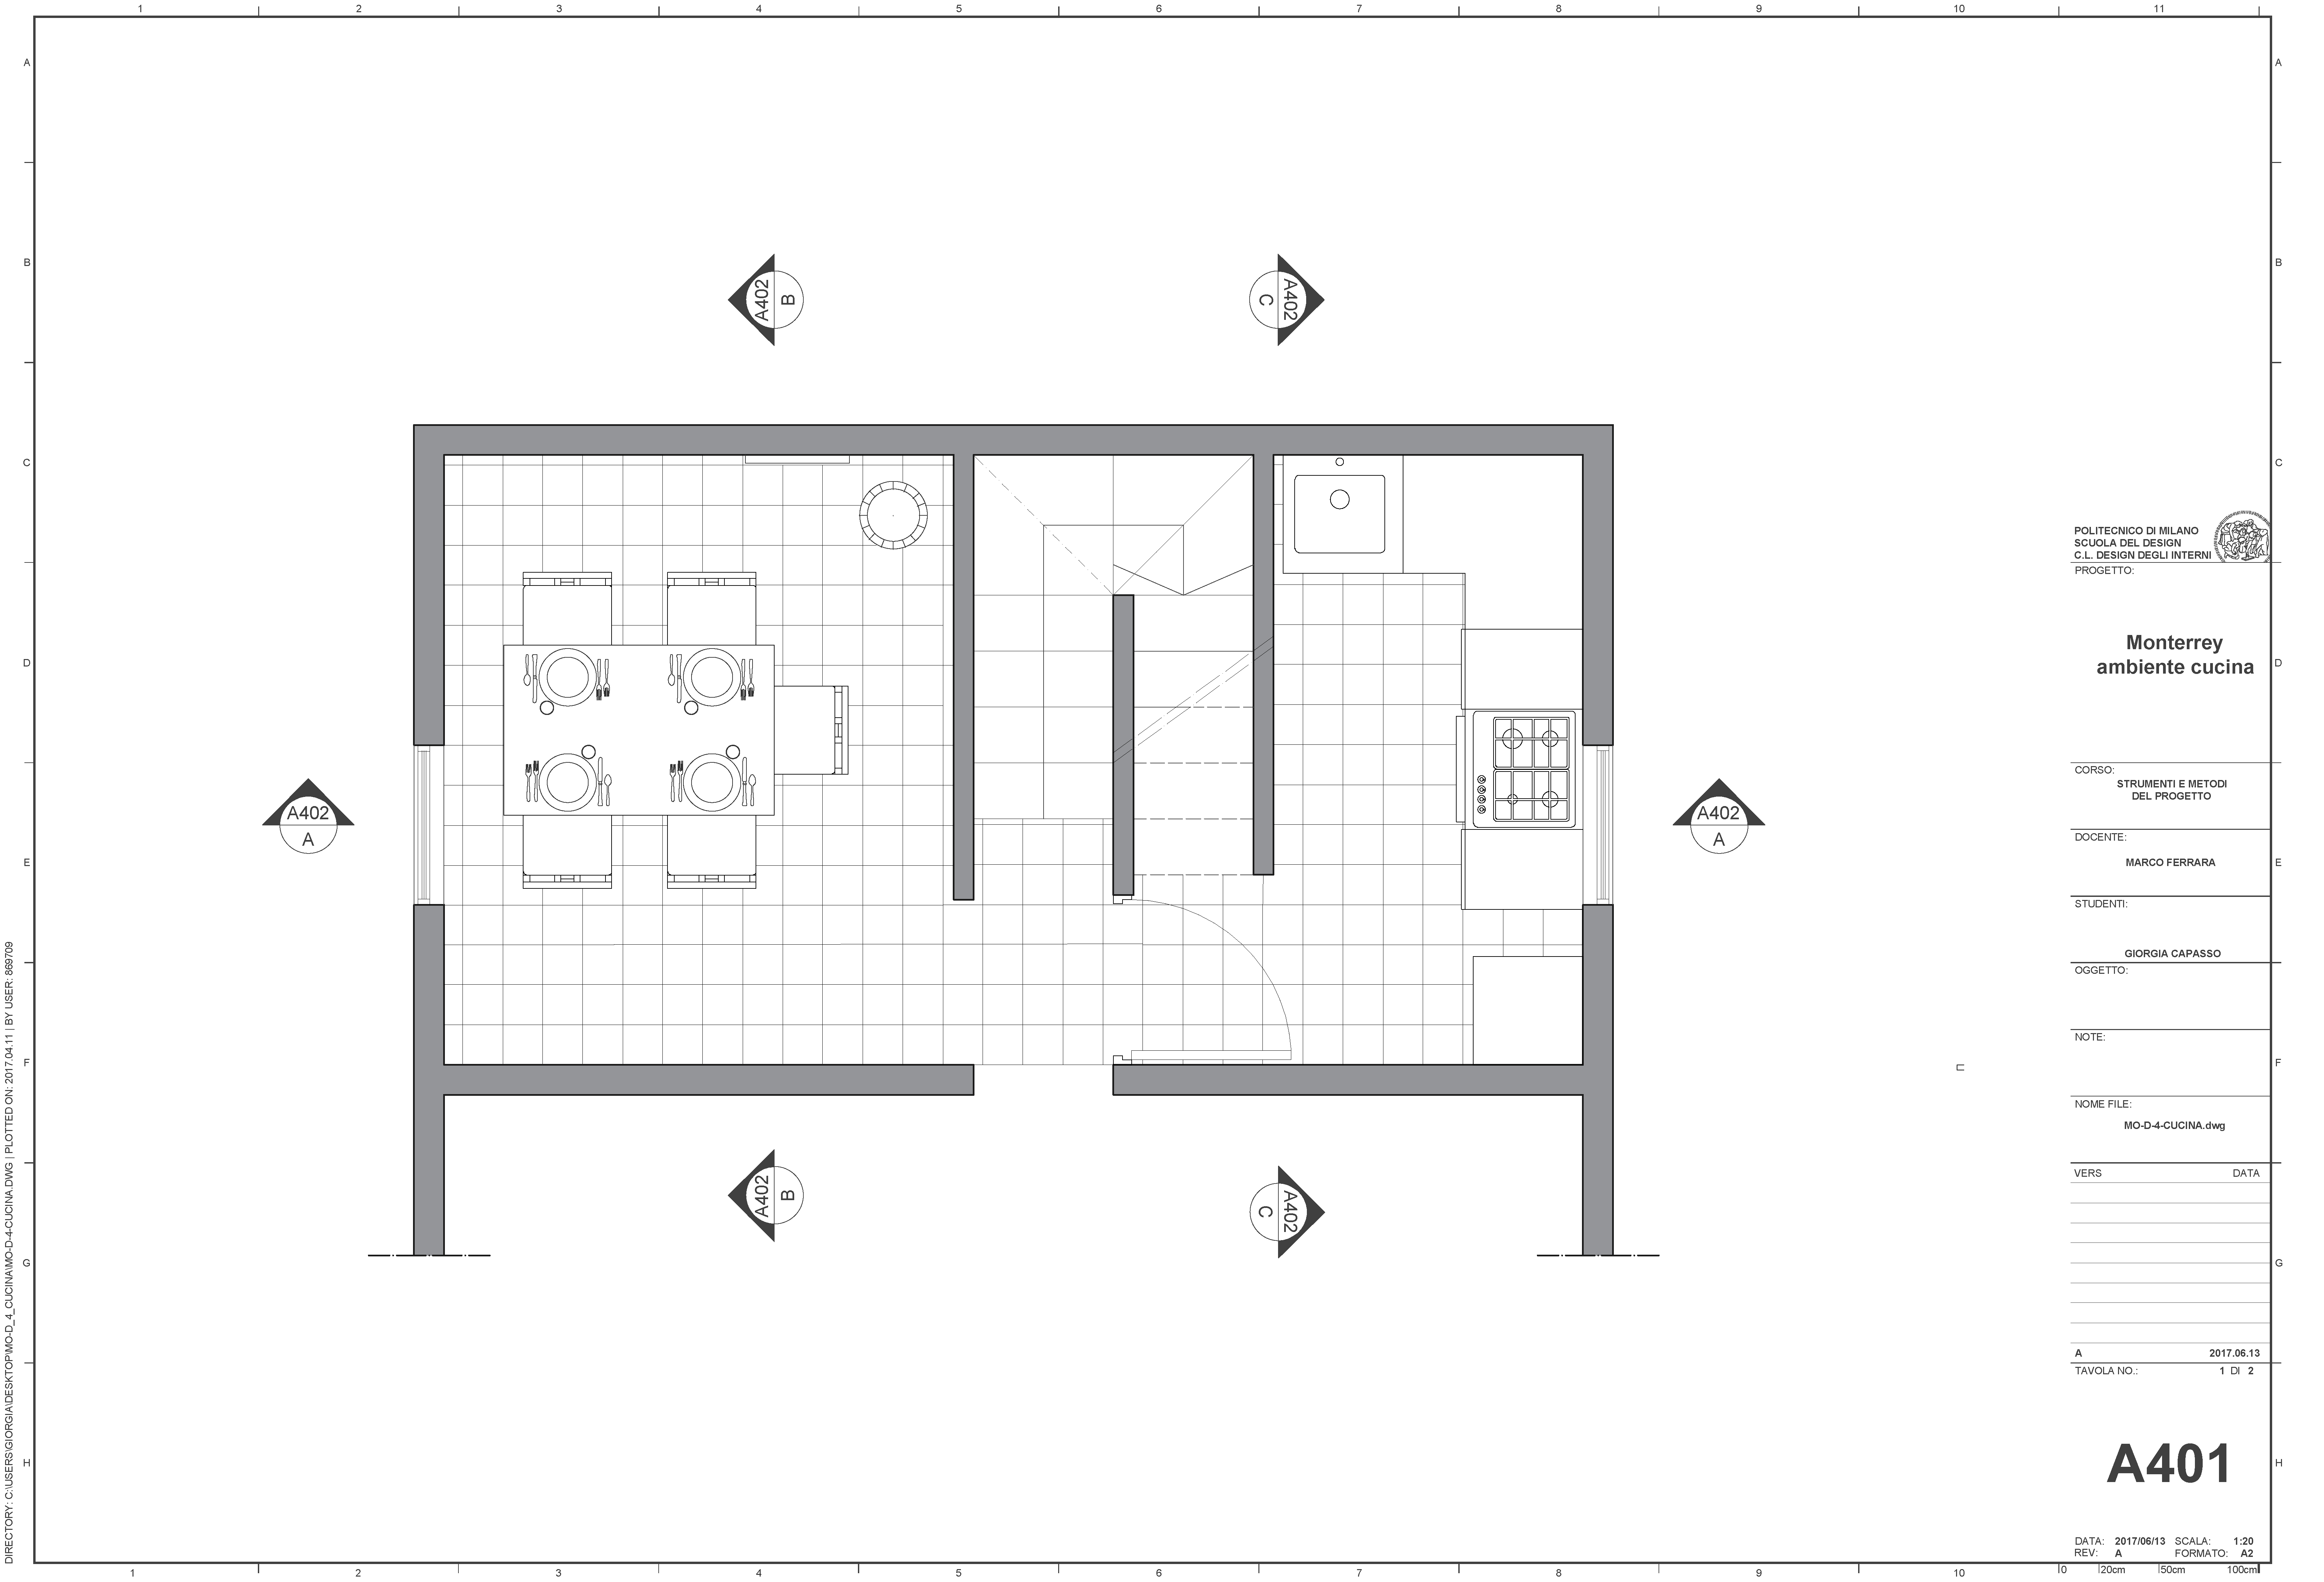 1 2 3 4 5 6 7 8 9 10 11
A
B
C
D
E
F
G
H
A
B
C
D
E
F
G
H
A402
B
A402
C
A402
A
A402
A
A402
B
A402
C
POLITECNICO DI MILANO
SCUOLA DEL DESIGN
C.L. DESIGN DEGLI INTERNI
PROGETTO:
Monterrey
ambiente cucina
CORSO:
STRUMENTI E METODI
DEL PROGETTO
DOCENTE:
MARCO FERRARA
STUDENTI:
GIORGIA CAPASSO
OGGETTO:
NOTE:
NOME FILE:
MO-D-4-CUCINA.dwg
VERS DATA
A 2017.06.13
TAVOLA NO.: 1 DI 2
A401
DATA: 2017/06/13 SCALA: 1:20
REV: A FORMATO: A2
0 20cm 50cm 100cm
1 2 3 4 5 6 7 8 9 10
DIRECTORY: C:\USERS\GIORGIA\DESKTOP\MO-D_4_CUCINA\MO-D-4-CUCINA.DWG | PLOTTED ON: 2017.04.11 | BY USER: 869709